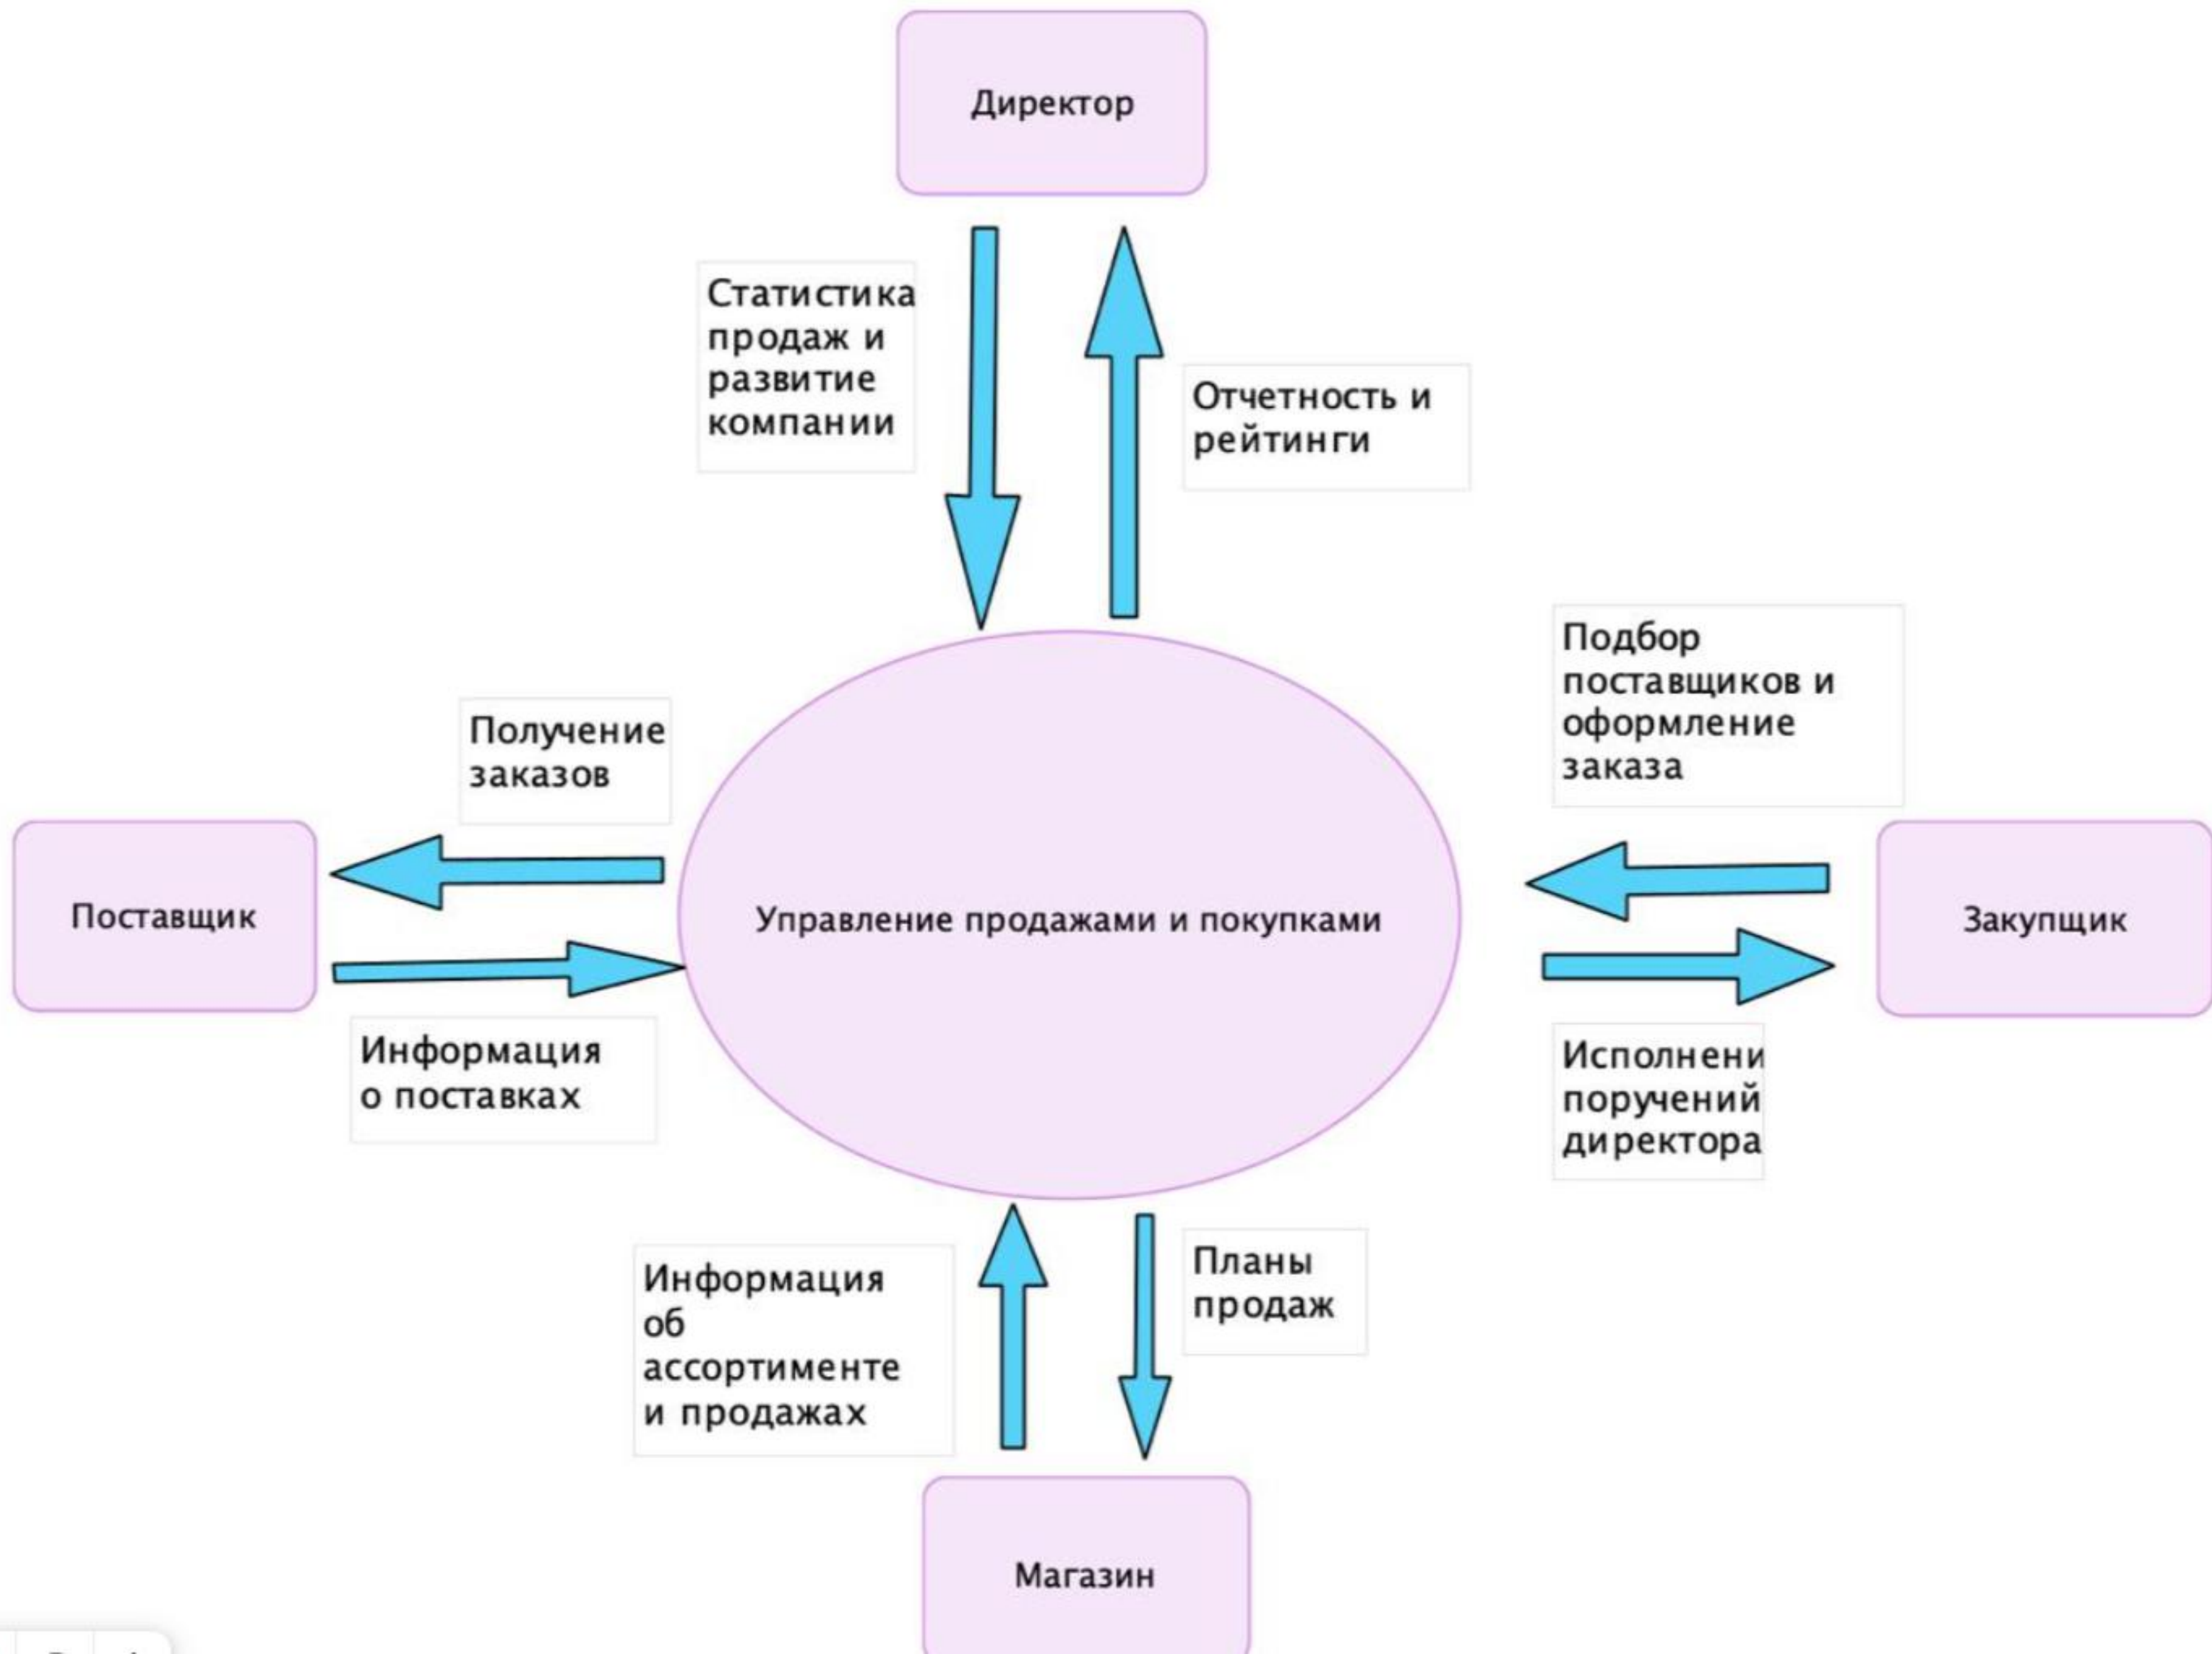 Директор
Статистика
продаж и
развитие
компании
Отчетность и
рейтинги
Подбор
поставщиков и
оформление
заказа
Получение
заказов
Поставщик
Управление продажами и покупками
Закупщик
Информация
о поставках
Исполнени
поручений
директора
Информация
об
ассортименте
и продажах
Планы
продаж
Магазин